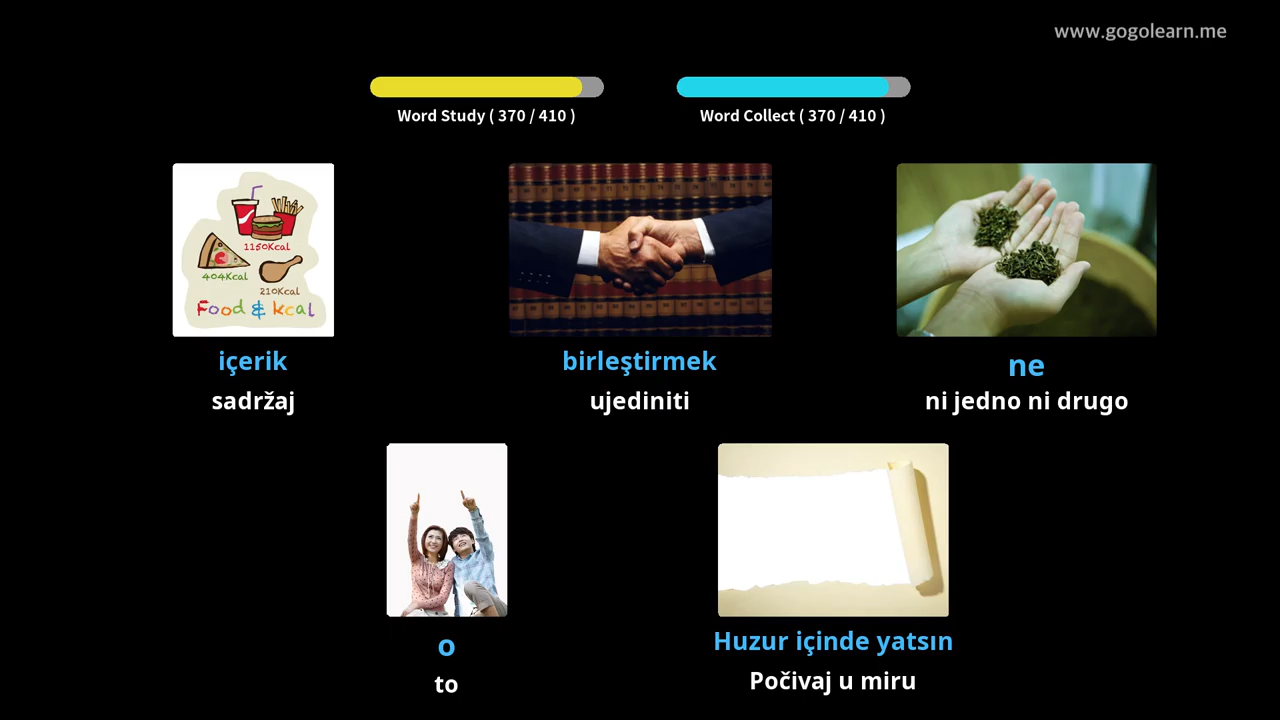 www.gogolearn.me
Word Study ( 370 / 410 )
Word Collect ( 370 / 410 )
1150Kcal
404Kcal
210Kcal
Food & kcal
içerik
sadržaj
birleştirmek
ujediniti
ne
ni jedno ni drugo
o
to
Huzur içinde yatsın
Počivaj u miru